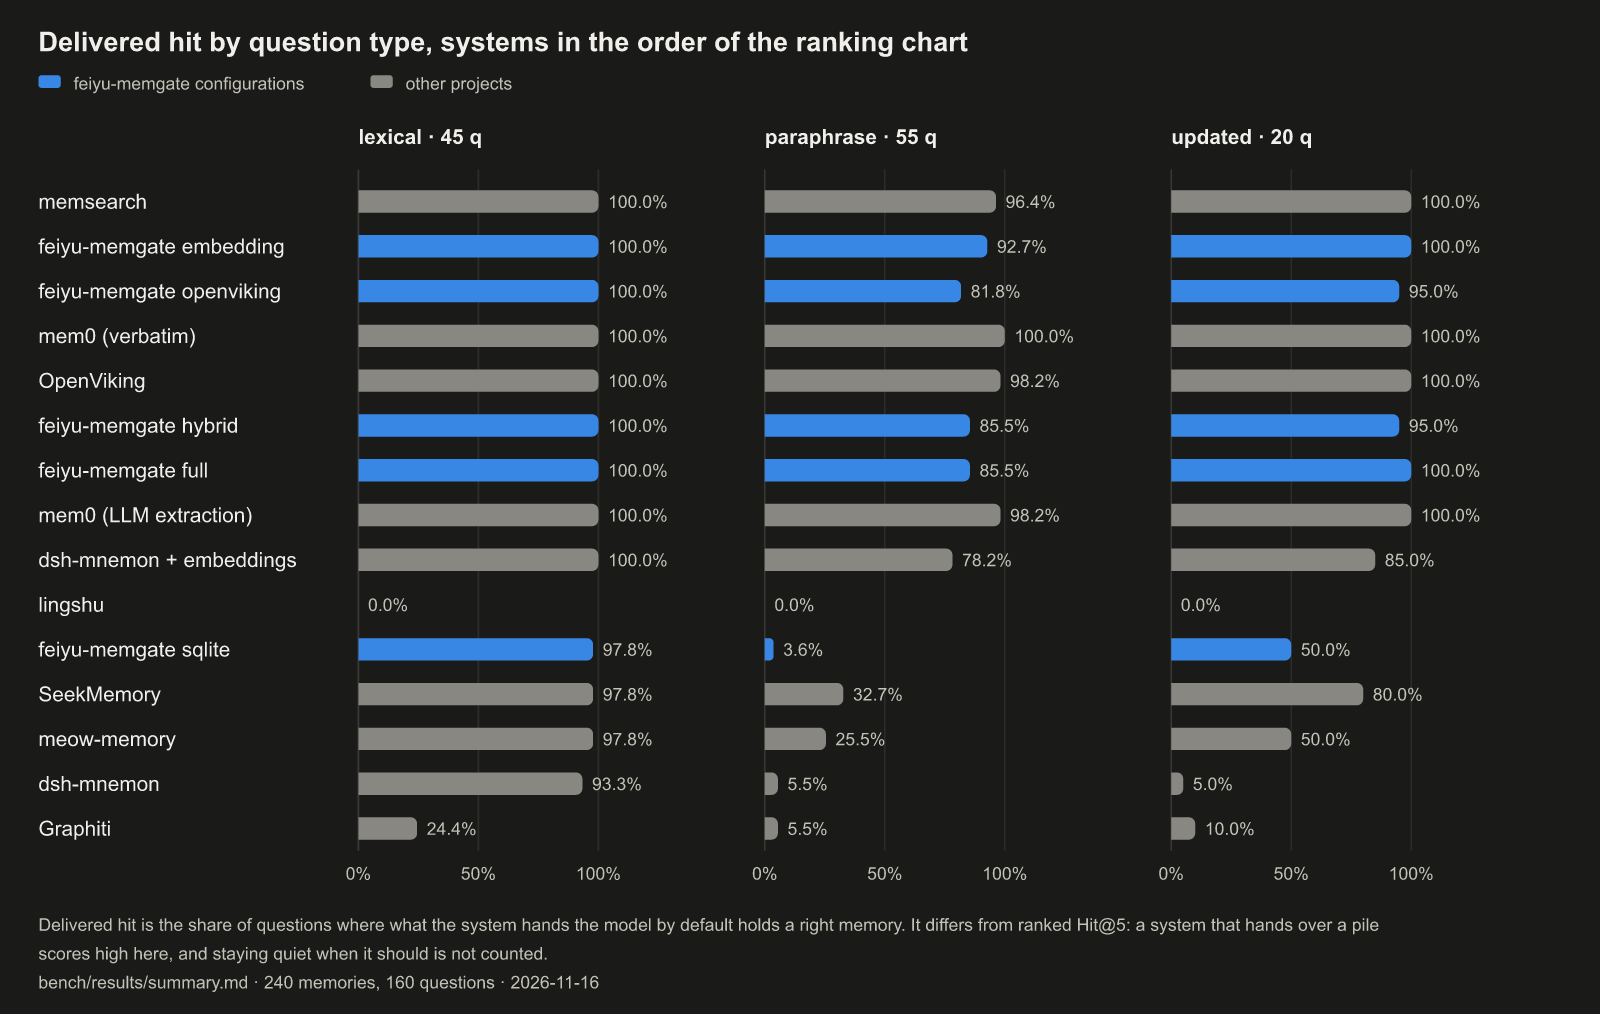 Delivered hit by question type, systems in the order of the ranking chart
feiyu-memgate configurations other projects
lexical · 45 q paraphrase · 55 q updated · 20 q
memsearch 100.0% 96.4% 100.0%
feiyu-memgate embedding 100.0% 92.7% 100.0%
feiyu-memgate openviking 100.0% 81.8% 95.0%
mem0 (verbatim) 100.0% 100.0% 100.0%
OpenViking 100.0% 98.2% 100.0%
feiyu-memgate hybrid 100.0% 85.5% 95.0%
feiyu-memgate full 100.0% 85.5% 100.0%
mem0 (LLM extraction) 100.0% 98.2% 100.0%
dsh-mnemon + embeddings 100.0% 78.2% 85.0%
lingshu 0.0% 0.0% 0.0%
feiyu-memgate sqlite 97.8% 3.6% 50.0%
SeekMemory 97.8% 32.7% 80.0%
meow-memory 97.8% 25.5% 50.0%
dsh-mnemon 93.3% 5.5% 5.0%
Graphiti 24.4% 5.5% 10.0%
0% 50% 100% 0% 50% 100% 0% 50% 100%
Delivered hit is the share of questions where what the system hands the model by default holds a right memory. It differs from ranked Hit@5: a system that hands over a pile
scores high here, and staying quiet when it should is not counted.
bench/results/summary.md · 240 memories, 160 questions · 2026-11-16